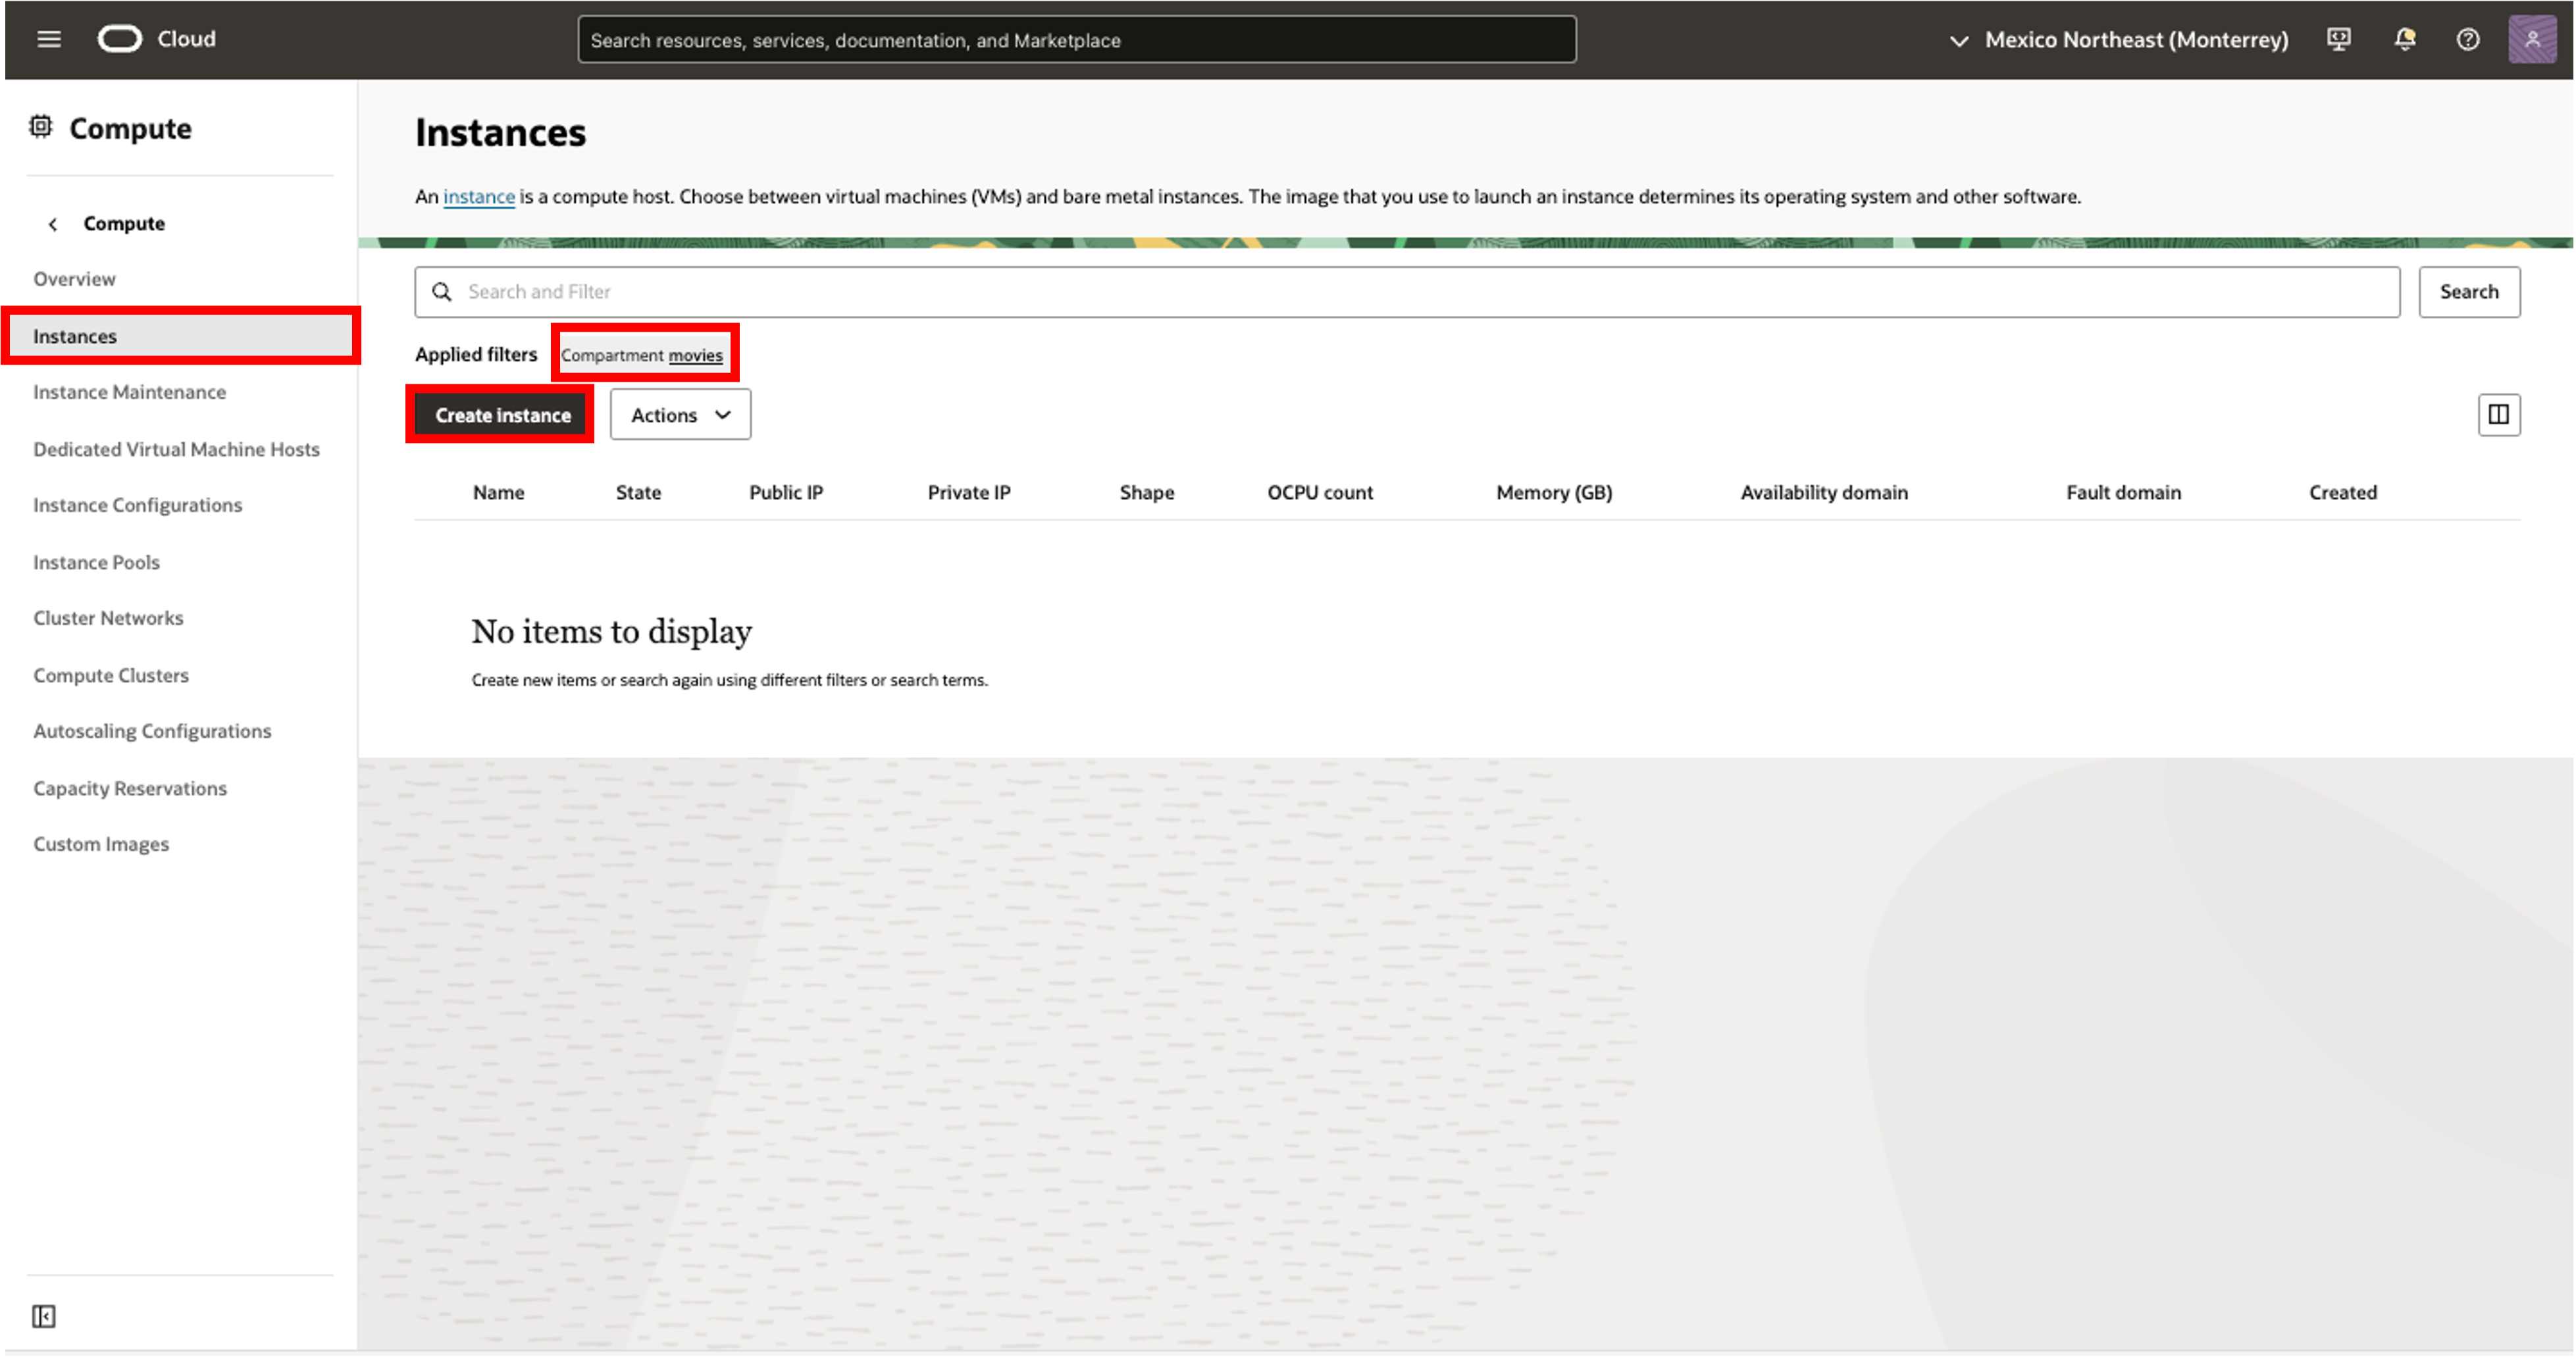 Cloud
Search resources, services, documentation, and Marketplace
Mexico Northeast (Monterrey)
Compute
Compute
Overview
Instances
Instance Maintenance
Dedicated Virtual Machine Hosts
Instance Configurations
Instance Pools
Cluster Networks
Compute Clusters
Autoscaling Configurations
Capacity Reservations
Custom Images
Instances
An instance is a compute host. Choose between virtual machines (VMs) and bare metal instances. The image that you use to launch an instance determines its operating system and other software.
Search and Filter
Search
Applied filters Compartment movies
Create instance Actions
Name State Public IP Private IP Shape OCPU count Memory (GB) Availability domain Fault domain Created
No items to display
Create new items or search again using different filters or search terms.